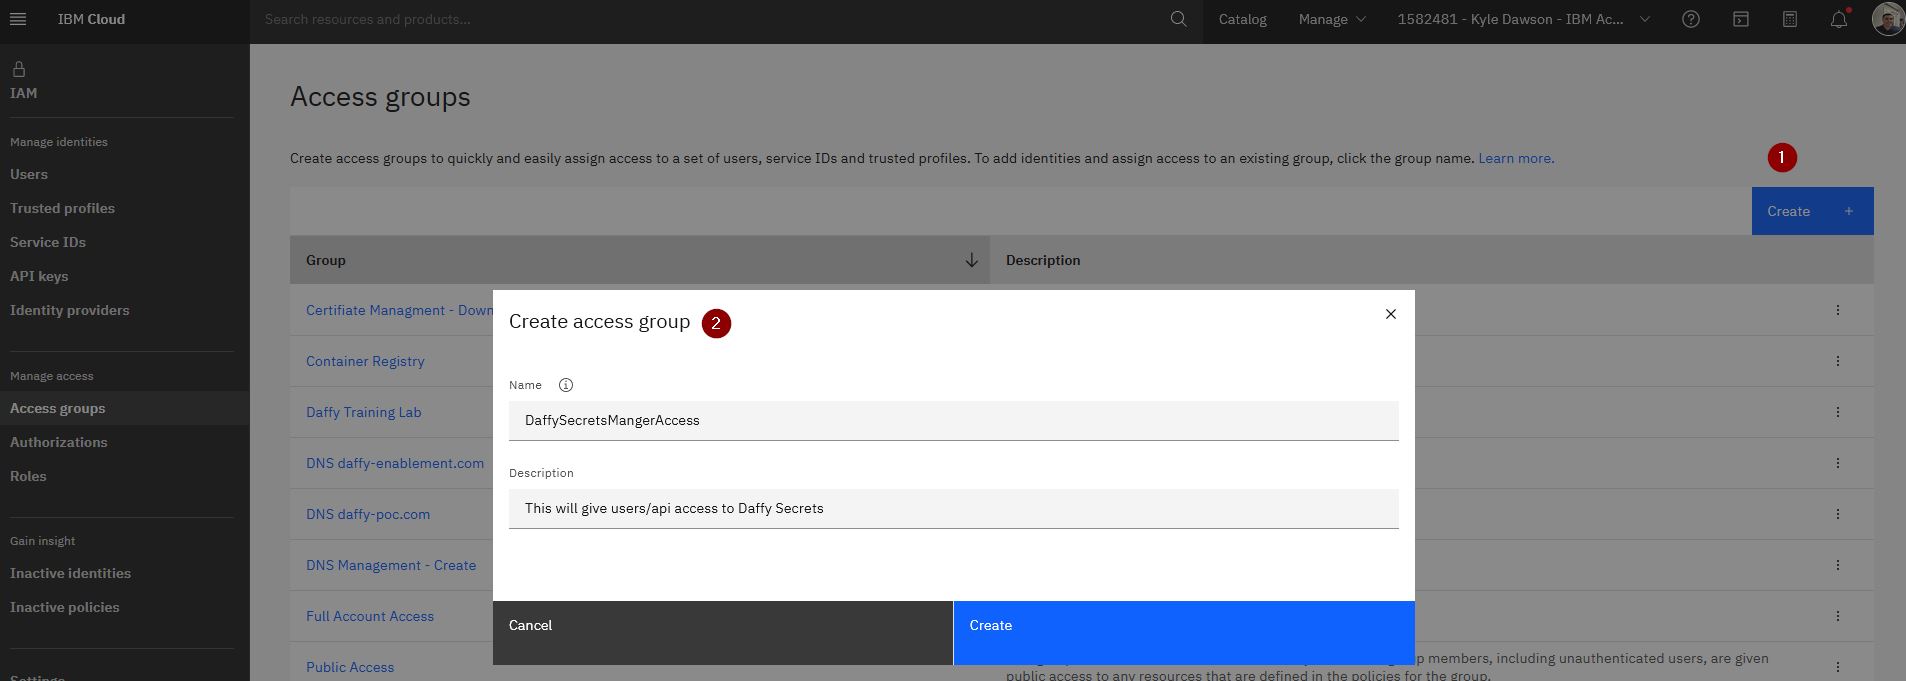 IBM Cloud
Search resources and products...
Catalog
Manage
1582481 - Kyle Dawson - IBM Ac...
IAM
Manage identities
Users
Trusted profiles
Service IDs
API keys
Identity providers
Manage access
Access groups
Authorizations
Roles
Gain insight
Inactive identities
Inactive policies
Settings
Access groups
Create access groups to quickly and easily assign access to a set of users, service IDs and trusted profiles. To add identities and assign access to an existing group, click the group name. Learn more.
1
Create +
Group
Description
Certifiate Managment - Down
Container Registry
Daffy Training Lab
DNS daffy-enablement.com
DNS daffy-poc.com
DNS Management - Create
Full Account Access
Public Access
members, including unauthenticated users, are given
public access to any resources that are defined in the policies for the group.
Create access group 2
Name
DaffySecretsMangerAccess
Description
This will give users/api access to Daffy Secrets
Cancel
Create